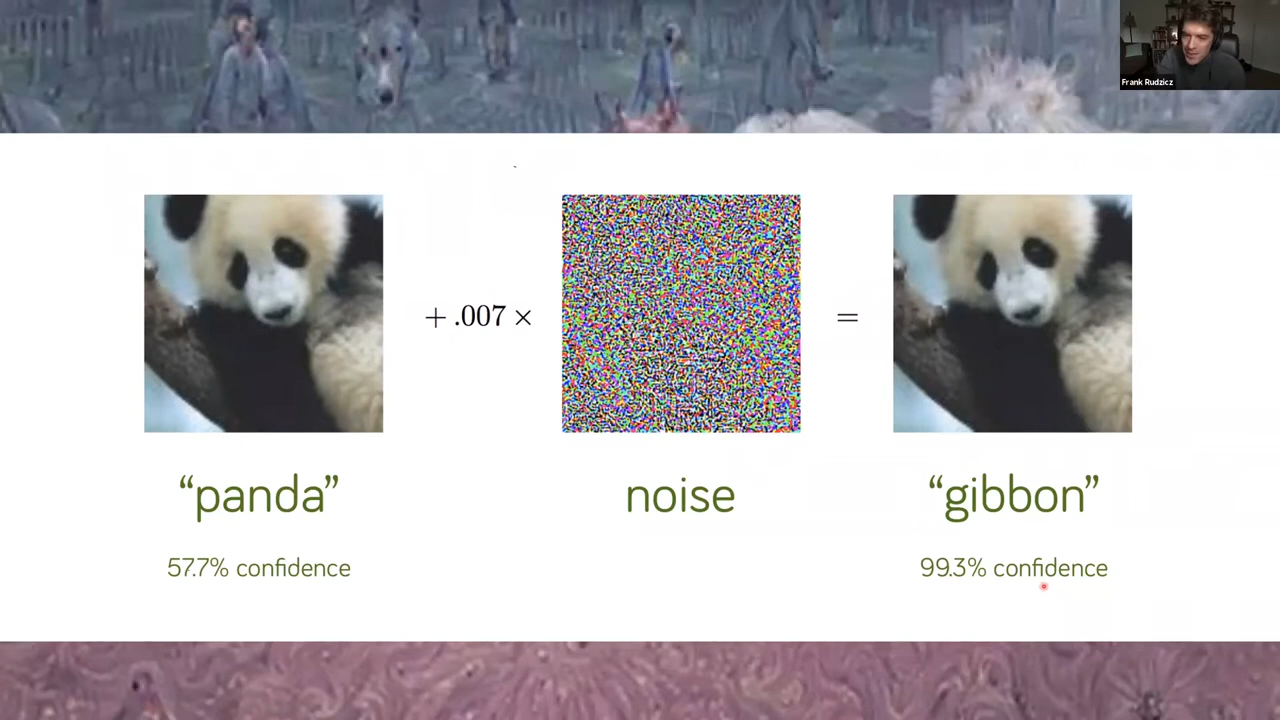 Frank Rudzicz
+ .007 ×
=
“panda”
noise
“gibbon”
57.7% confidence
99.3% confidence